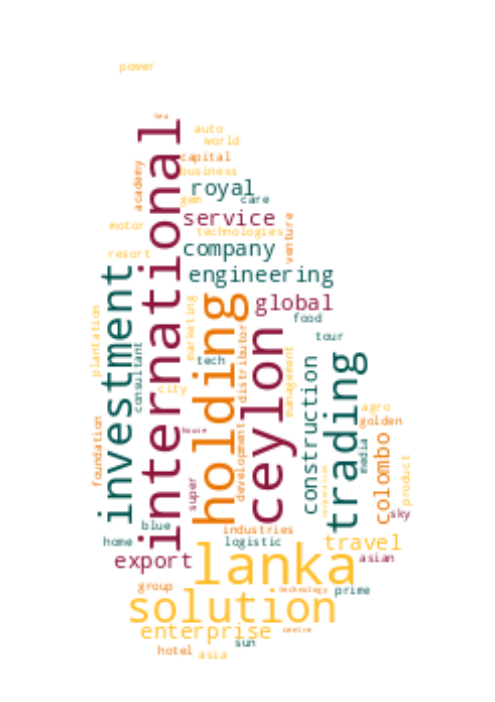 power
tea
auto
world
capital
business
academy
royal
gem
care
service
motor
technologies
venture
company
resort
international
engineering
investment
holding
global
plantation
marketing
food
ceylon
distributor
tour
tech
consultant
management
construction
trading
city
agro
golden
foundation
house
development
media
colombo
product
super
corporation
sky
blue
industries
home
logistic
travel
export
lanka
asian
group
technology
prime
solution
enterprise
centre
sun
hotel
asia